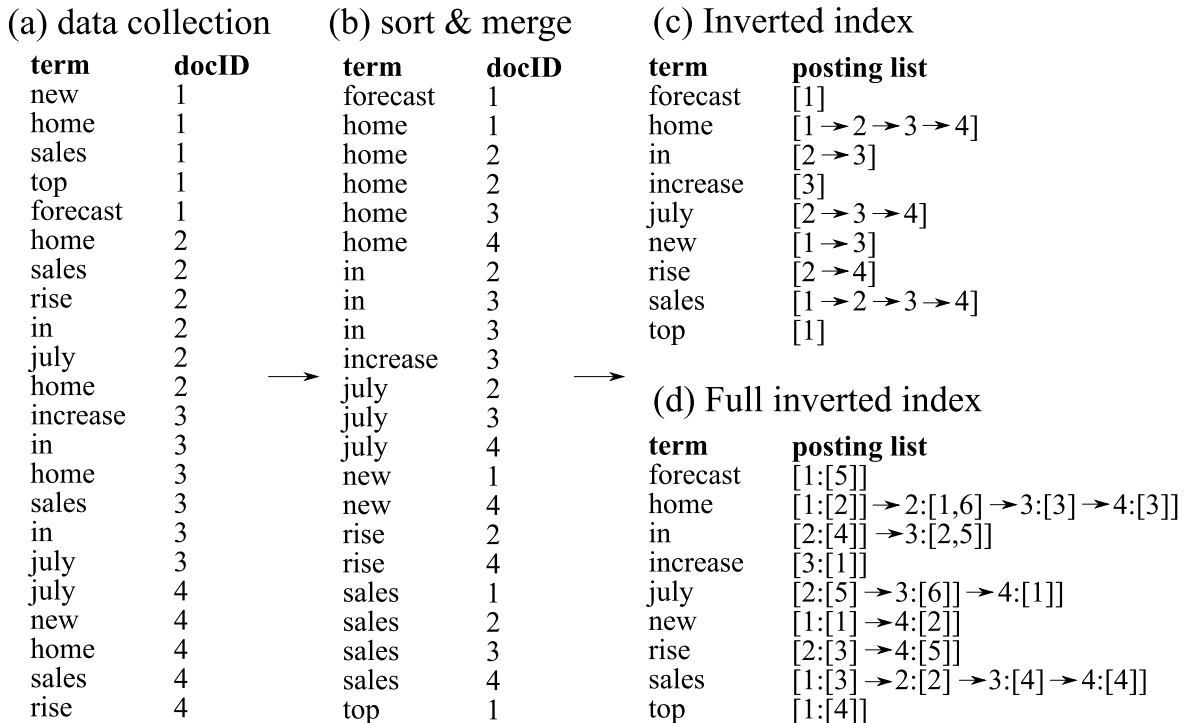 (a) data collection
term docID
new 1
home 1
sales 1
top 1
forecast 1
home 2
sales 2
rise 2
in 2
july 2
home 2
increase 3
in 3
home 3
sales 3
in 3
july 3
july 4
new 4
home 4
sales 4
rise 4
(b) sort & merge
term docID
forecast 1
home 1
home 2
home 2
home 3
home 4
in 2
in 3
in 3
increase 3
july 2
july 3
july 4
new 1
new 4
rise 2
rise 4
sales 1
sales 2
sales 3
sales 4
top 1
(c) Inverted index
term posting list
forecast [1]
home [1→2→3→4]
in [2→3]
increase [3]
july [2→3→4]
new [1→3]
rise [2→4]
sales [1→2→3→4]
top [1]
(d) Full inverted index
term posting list
forecast [1:[5]]
home [1:[2]]→2:[1,6]→3:[3]→4:[3]]
in [2:[4]]→3:[2,5]]
increase [3:[1]]
july [2:[5]→3:[6]]→4:[1]]
new [1:[1]→4:[2]]
rise [2:[3]→4:[5]]
sales [1:[3]→2:[2]→3:[4]→4:[4]]
top [1:[4]]